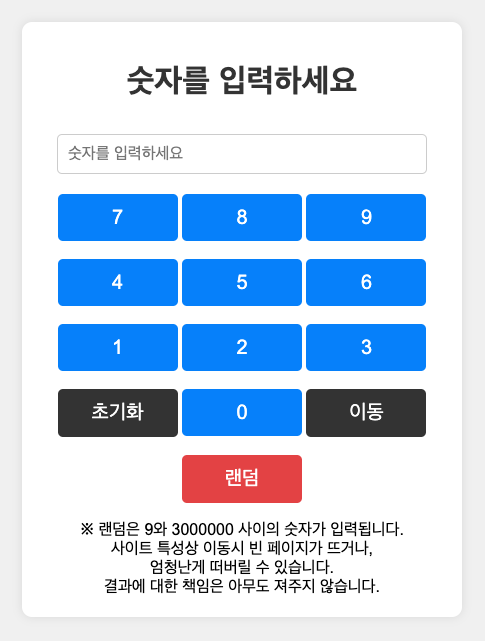 숫자를 입력하세요
숫자를 입력하세요
7 8 9
4 5 6
1 2 3
초기화 0 이동
랜덤
※ 랜덤은 9와 3000000 사이의 숫자가 입력됩니다.
사이트 특성상 이동시 빈 페이지가 뜨거나,
엄청난게 떠버릴 수 있습니다.
결과에 대한 책임은 아무도 져주지 않습니다.